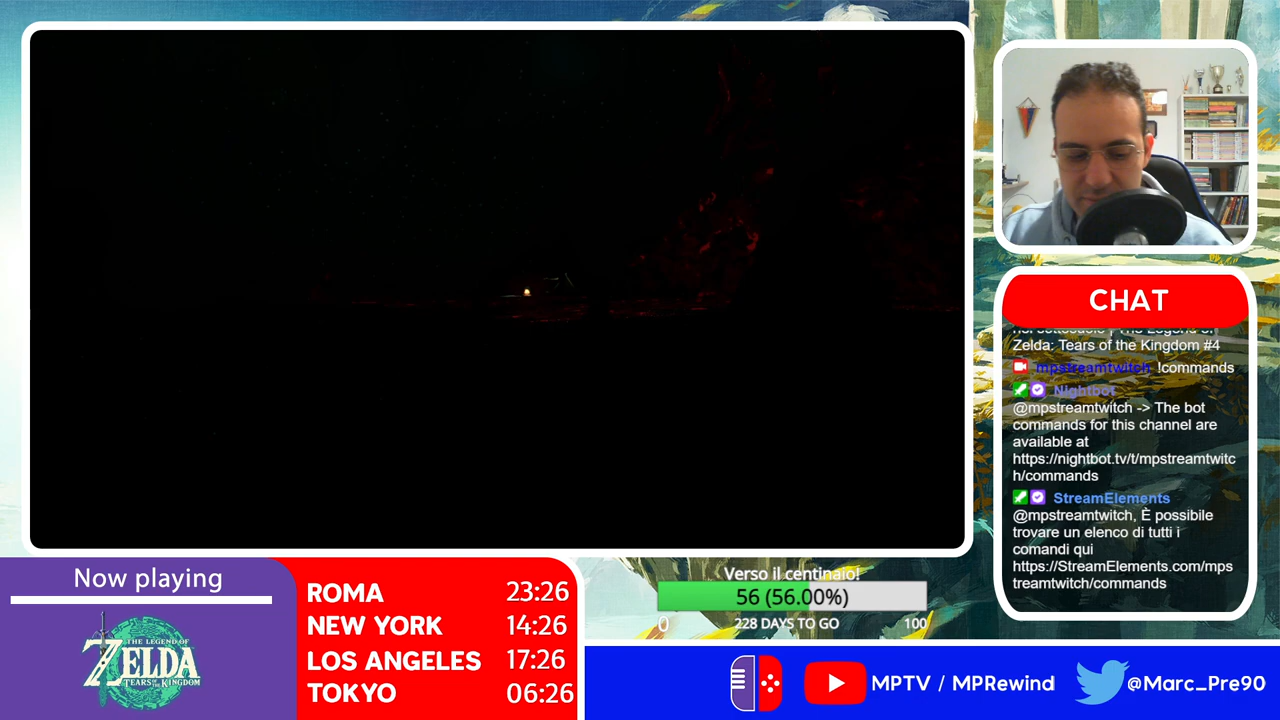 CHAT
Zelda: Tears of the Kingdom #4
mpstreamtwitch !commands
Nightbot
@mpstreamtwitch -> The bot
commands for this channel are
available at
https://nightbot.tv/t/mpstreamtwitc
h/commands
StreamElements
@mpstreamtwitch, È possibile
trovare un elenco di tutti i
comandi qui
https://StreamElements.com/mps
treamtwitch/commands
Now playing
THE LEGEND OF
ZELDA
TEARS OF THE KINGDOM
ROMA 23:26
NEW YORK 14:26
LOS ANGELES 17:26
TOKYO 06:26
Verso il centinaio!
56 (56.00%)
0 228 DAYS TO GO 100
MPTV / MPRewind
@Marc_Pre90